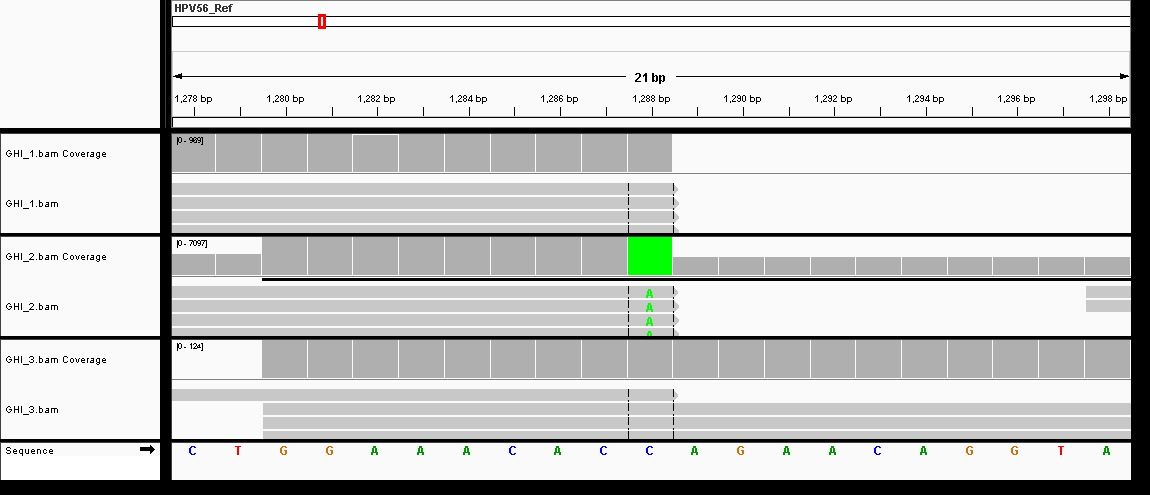 HPV56_Ref
21 bp
1,278 bp 1,280 bp 1,282 bp 1,284 bp 1,286 bp 1,288 bp 1,290 bp 1,292 bp 1,294 bp 1,296 bp 1,298 bp
GHI_1.bam Coverage [0 - 969]
GHI_1.bam
GHI_2.bam Coverage [0 - 7097]
A
GHI_2.bam A
A
A
GHI_3.bam Coverage [0 - 124]
GHI_3.bam
Sequence C T G G A A A C A C C A G A A C A G G T A